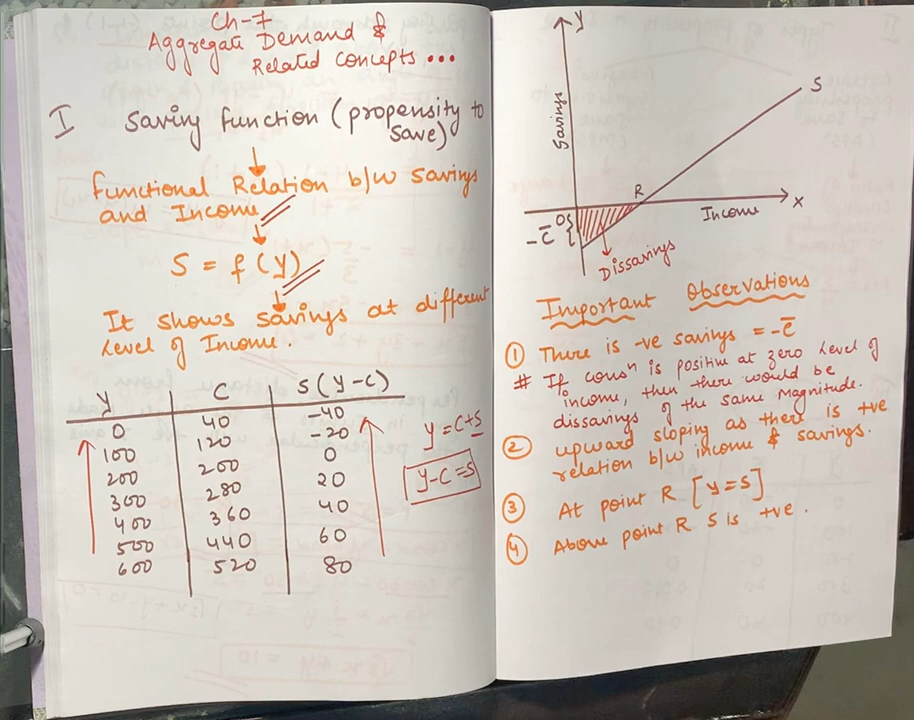 Ch-7
Aggregate Demand &
Related concepts ...
I Saving function (propensity to
save)
functional Relation b/w savings
and Income
S = f(y)
It shows savings at different
level of Income.
y C S(y-c)
0 40 -40
100 120 -20
200 200 0
300 280 20
400 360 40
500 440 60
600 520 80
y = C+S
y-C = S
y
Savings
S
R
O
Income X
-c̅
Dissavings
Important Observations
① There is -ve savings = -c̅
# If consⁿ is positive at zero level of
income, then there would be
dissavings of the same magnitude.
② upward sloping as there is +ve
relation b/w income & savings.
③ At point R [y=S]
④ Above point R S is +ve.